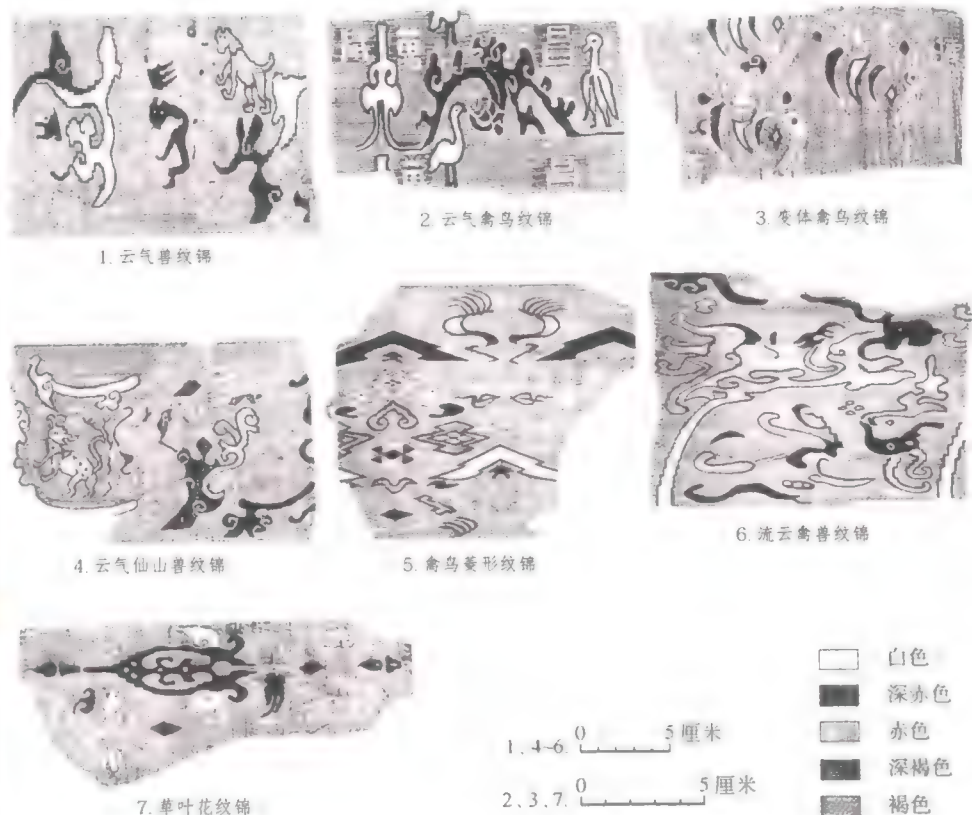 1. 云气兽纹锦
2. 云气禽鸟纹锦
3. 变体禽鸟纹锦
4. 云气仙山兽纹锦
5. 禽鸟菱形纹锦
6. 流云禽兽纹锦
7. 草叶花纹锦
1、4-6. 0 5 厘米
2、3、7. 0 5 厘米
白色
深赤色
赤色
深褐色
褐色